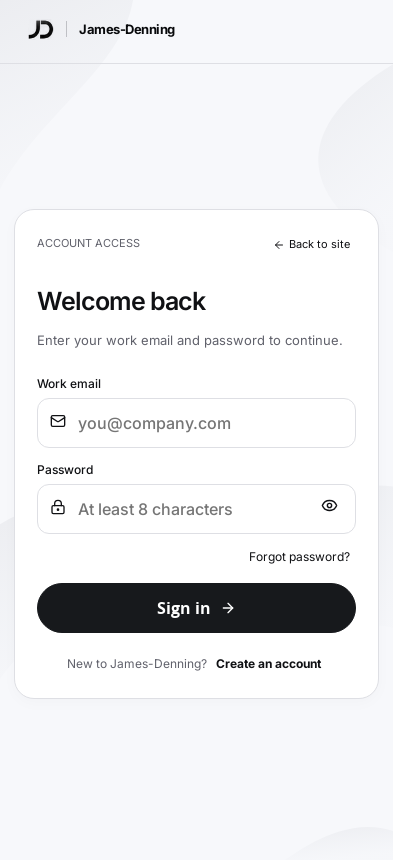 JD James-Denning
ACCOUNT ACCESS
← Back to site
Welcome back
Enter your work email and password to continue.
Work email
you@company.com
Password
At least 8 characters
Forgot password?
Sign in →
New to James-Denning? Create an account